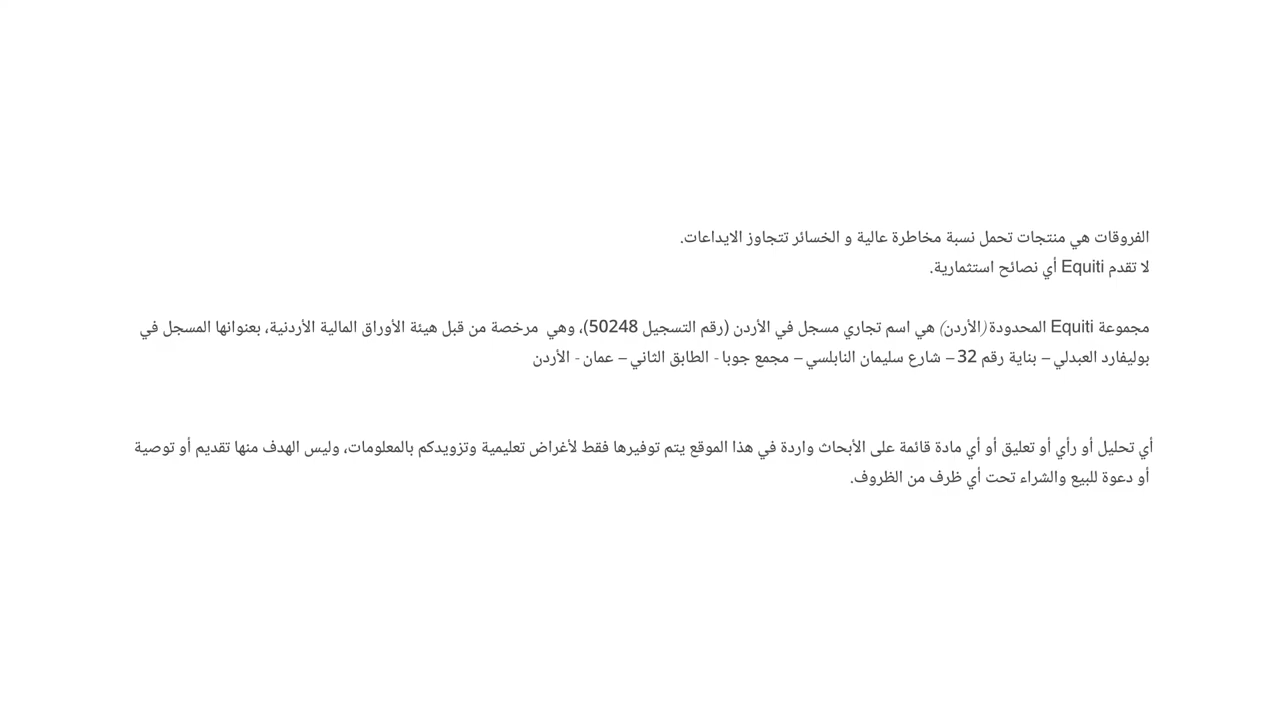 الفروقات هي منتجات تحمل نسبة مخاطرة عالية و الخسائر تتجاوز الايداعات.
لا تقدم Equiti أي نصائح استثمارية.
مجموعة Equiti المحدودة (الأردن) هي اسم تجاري مسجل في الأردن (رقم التسجيل 50248)، وهي مرخصة من قبل هيئة الأوراق المالية الأردنية، بعنوانها المسجل في
بوليفارد العبدلي – بناية رقم 32 – شارع سليمان النابلسي – مجمع جوبا - الطابق الثاني – عمان - الأردن
أي تحليل أو رأي أو تعليق أو أي مادة قائمة على الأبحاث واردة في هذا الموقع يتم توفيرها فقط لأغراض تعليمية وتزويدكم بالمعلومات، وليس الهدف منها تقديم أو توصية
أو دعوة للبيع والشراء تحت أي ظرف من الظروف.